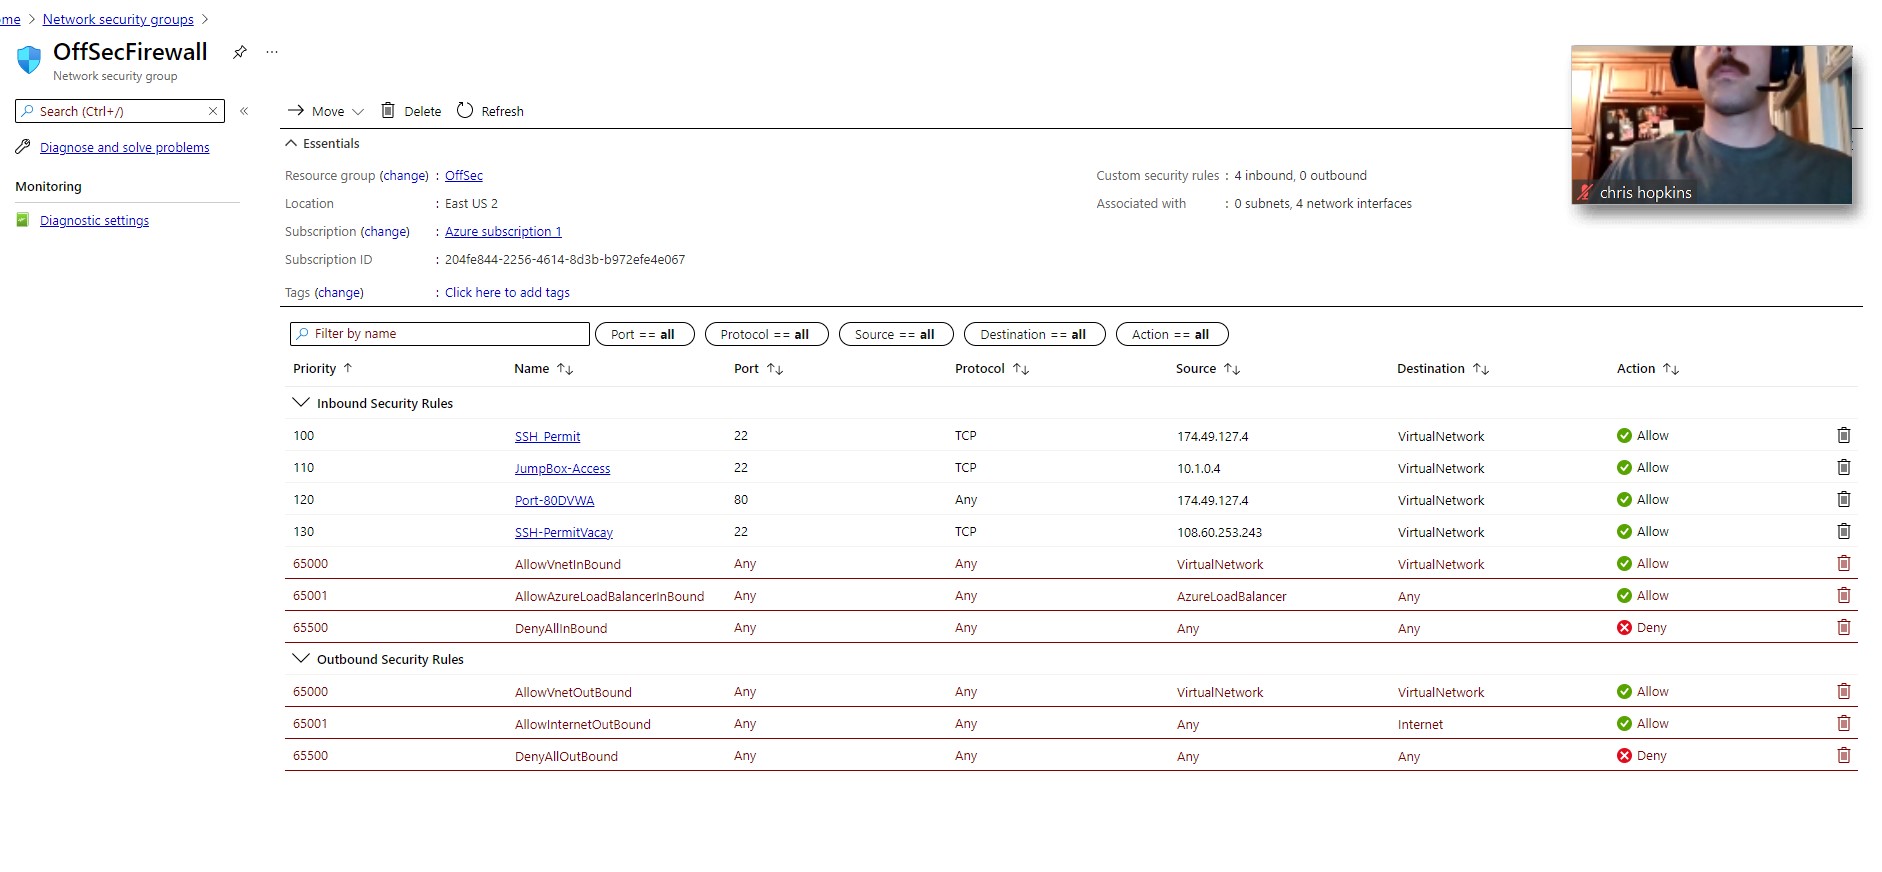 ome > Network security groups >
OffSecFirewall
Network security group
Search (Ctrl+/)
Diagnose and solve problems
Monitoring
Diagnostic settings
Move Delete Refresh
Essentials
Resource group (change) : OffSec
Location : East US 2
Subscription (change) : Azure subscription 1
Subscription ID : 204fe844-2256-4614-8d3b-b972efe4e067
Tags (change) : Click here to add tags
Custom security rules : 4 inbound, 0 outbound
Associated with : 0 subnets, 4 network interfaces
chris hopkins
Filter by name Port == all Protocol == all Source == all Destination == all Action == all
Priority Name Port Protocol Source Destination Action
Inbound Security Rules
100 SSH_Permit 22 TCP 174.49.127.4 VirtualNetwork Allow
110 JumpBox-Access 22 TCP 10.1.0.4 VirtualNetwork Allow
120 Port-80DVWA 80 Any 174.49.127.4 VirtualNetwork Allow
130 SSH-PermitVacay 22 TCP 108.60.253.243 VirtualNetwork Allow
65000 AllowVnetInBound Any Any VirtualNetwork VirtualNetwork Allow
65001 AllowAzureLoadBalancerInBound Any Any AzureLoadBalancer Any Allow
65500 DenyAllInBound Any Any Any Any Deny
Outbound Security Rules
65000 AllowVnetOutBound Any Any VirtualNetwork VirtualNetwork Allow
65001 AllowInternetOutBound Any Any Any Internet Allow
65500 DenyAllOutBound Any Any Any Any Deny